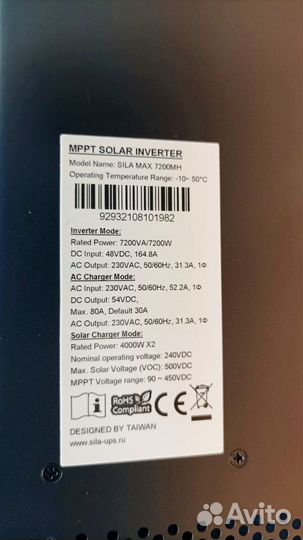 MPPT SOLAR INVERTER
Model Name: SILA MAX 7200MH
Operating Temperature Range: -10~ 50°C
92932108101982
Inverter Mode:
Rated Power: 7200VA/7200W
DC Input: 48VDC, 164.8A
AC Output: 230VAC, 50/60Hz, 31.3A, 1Φ
AC Charger Mode:
AC Input: 230VAC, 50/60Hz, 52.2A, 1Φ
DC Output: 54VDC,
Max. 80A, Default 30A
AC Output: 230VAC, 50/60Hz, 31.3A, 1Φ
Solar Charger Mode:
Rated Power: 4000W X2
Nominal operating voltage: 240VDC
Max. Solar Voltage (VOC): 500VDC
MPPT Voltage range: 90 ~ 450VDC
RoHS
Compliant
CE
DESIGNED BY TAIWAN
www.sila-ups.ru
Avito